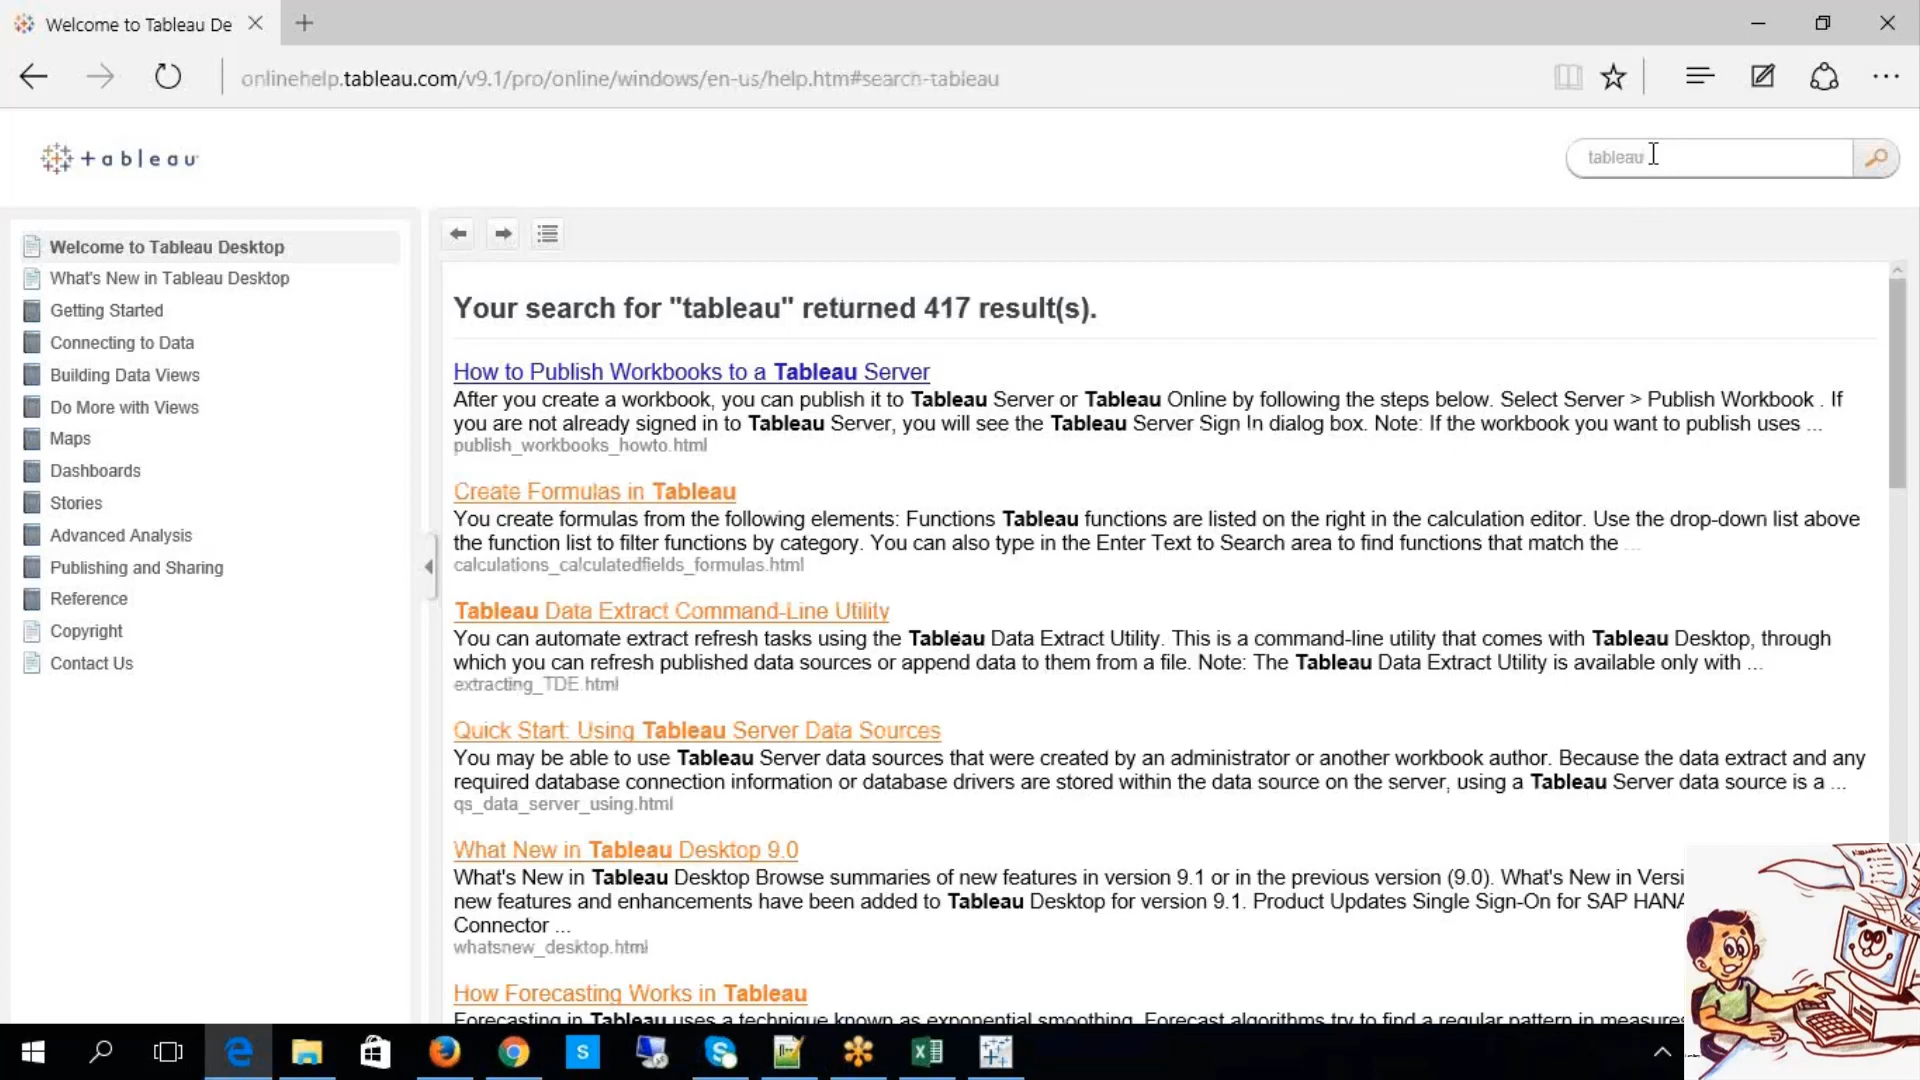 Welcome to Tableau De
onlinehelp.tableau.com/v9.1/pro/online/windows/en-us/help.htm#search-tableau
+ a b l e a u
tableau
Welcome to Tableau Desktop
What's New in Tableau Desktop
Getting Started
Connecting to Data
Building Data Views
Do More with Views
Maps
Dashboards
Stories
Advanced Analysis
Publishing and Sharing
Reference
Copyright
Contact Us
Your search for "tableau" returned 417 result(s).
How to Publish Workbooks to a Tableau Server
After you create a workbook, you can publish it to Tableau Server or Tableau Online by following the steps below. Select Server > Publish Workbook . If
you are not already signed in to Tableau Server, you will see the Tableau Server Sign In dialog box. Note: If the workbook you want to publish uses ...
publish_workbooks_howto.html
Create Formulas in Tableau
You create formulas from the following elements: Functions Tableau functions are listed on the right in the calculation editor. Use the drop-down list above
the function list to filter functions by category. You can also type in the Enter Text to Search area to find functions that match the ...
calculations_calculatedfields_formulas.html
Tableau Data Extract Command-Line Utility
You can automate extract refresh tasks using the Tableau Data Extract Utility. This is a command-line utility that comes with Tableau Desktop, through
which you can refresh published data sources or append data to them from a file. Note: The Tableau Data Extract Utility is available only with ...
extracting_TDE html
Quick Start: Using Tableau Server Data Sources
You may be able to use Tableau Server data sources that were created by an administrator or another workbook author. Because the data extract and any
required database connection information or database drivers are stored within the data source on the server, using a Tableau Server data source is a ...
qs_data_server_using.html
What New in Tableau Desktop 9.0
What's New in Tableau Desktop Browse summaries of new features in version 9.1 or in the previous version (9.0). What's New in Versi
new features and enhancements have been added to Tableau Desktop for version 9.1. Product Updates Single Sign-On for SAP HANA
Connector ...
whatsnew_desktop.html
How Forecasting Works in Tableau
Forecasting in Tableau uses a technique known as exponential smoothing. Forecast algorithms try to find a regular pattern in measures